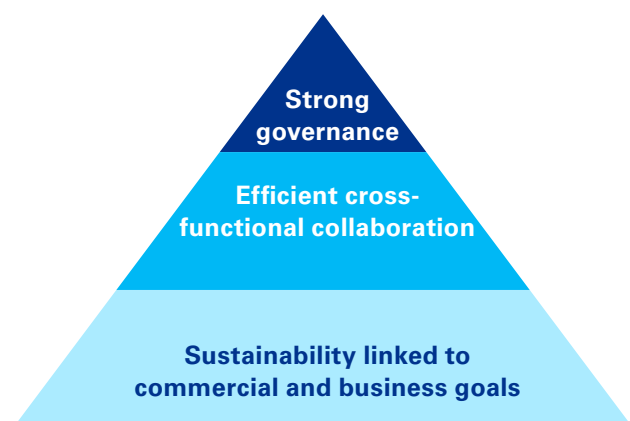 Strong
governance
Efficient cross-
functional collaboration
Sustainability linked to
commercial and business goals